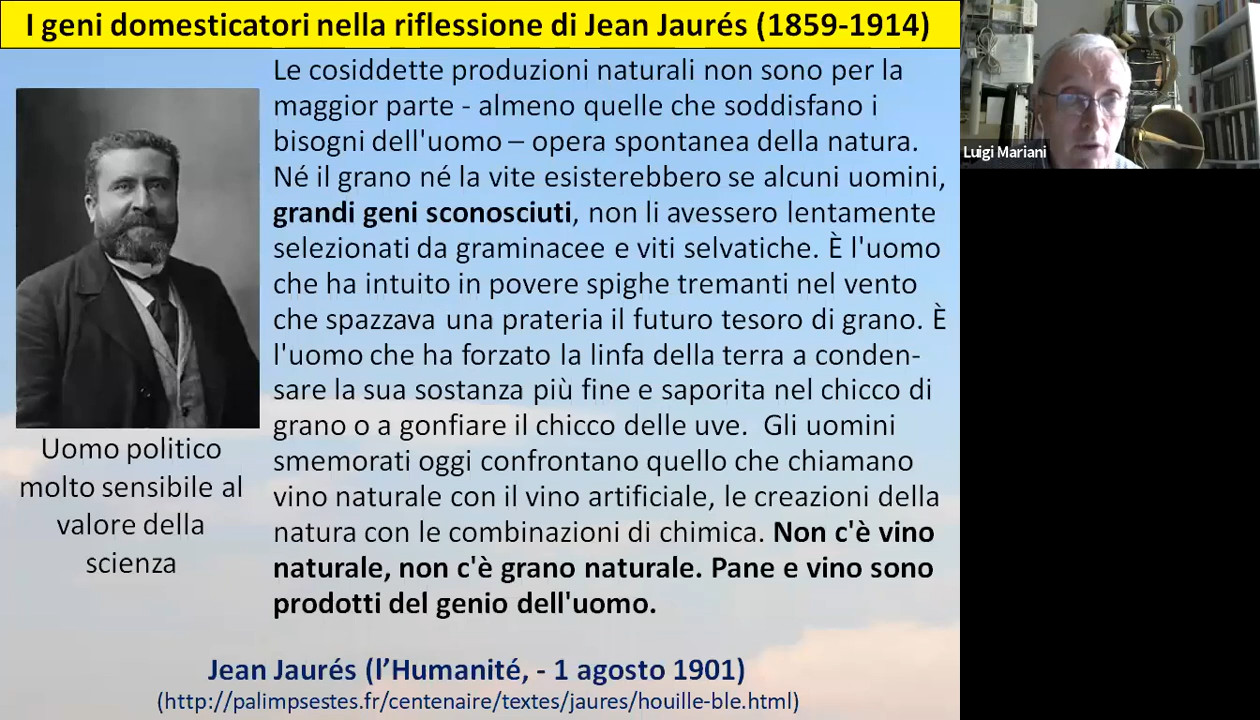 I geni domesticatori nella riflessione di Jean Jaurés (1859-1914)
Le cosiddette produzioni naturali non sono per la
maggior parte - almeno quelle che soddisfano i
bisogni dell'uomo – opera spontanea della natura.
Né il grano né la vite esisterebbero se alcuni uomini,
grandi geni sconosciuti, non li avessero lentamente
selezionati da graminacee e viti selvatiche. È l'uomo
che ha intuito in povere spighe tremanti nel vento
che spazzava una prateria il futuro tesoro di grano. È
l'uomo che ha forzato la linfa della terra a conden-
sare la sua sostanza più fine e saporita nel chicco di
grano o a gonfiare il chicco delle uve. Gli uomini
smemorati oggi confrontano quello che chiamano
vino naturale con il vino artificiale, le creazioni della
natura con le combinazioni di chimica. Non c'è vino
naturale, non c'è grano naturale. Pane e vino sono
prodotti del genio dell'uomo.
Uomo politico
molto sensibile al
valore della
scienza
Jean Jaurés (l’Humanité, - 1 agosto 1901)
(http://palimpsestes.fr/centenaire/textes/jaures/houille-ble.html)
Luigi Mariani